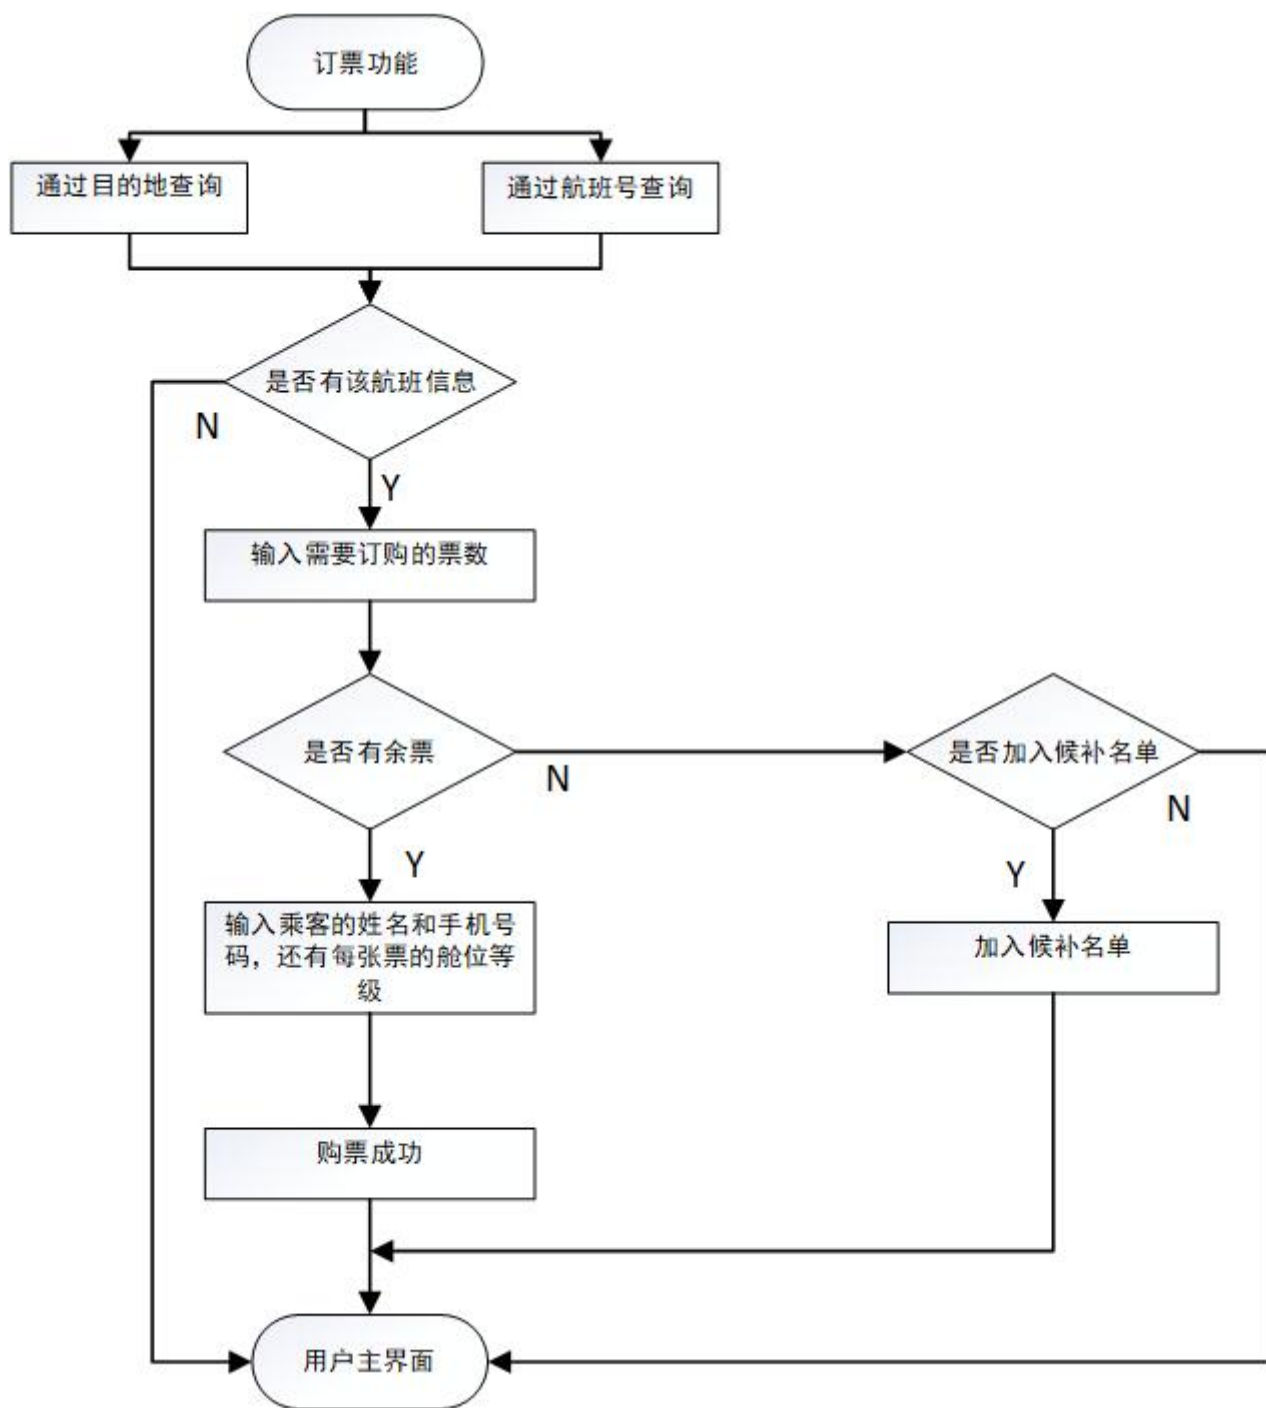 订票功能
通过目的地查询
通过航班号查询
是否有该航班信息
N
Y
输入需要订购的票数
是否有余票
N
是否加入候补名单
N
Y
Y
输入乘客的姓名和手机号
码，还有每张票的舱位等
级
加入候补名单
购票成功
用户主界面